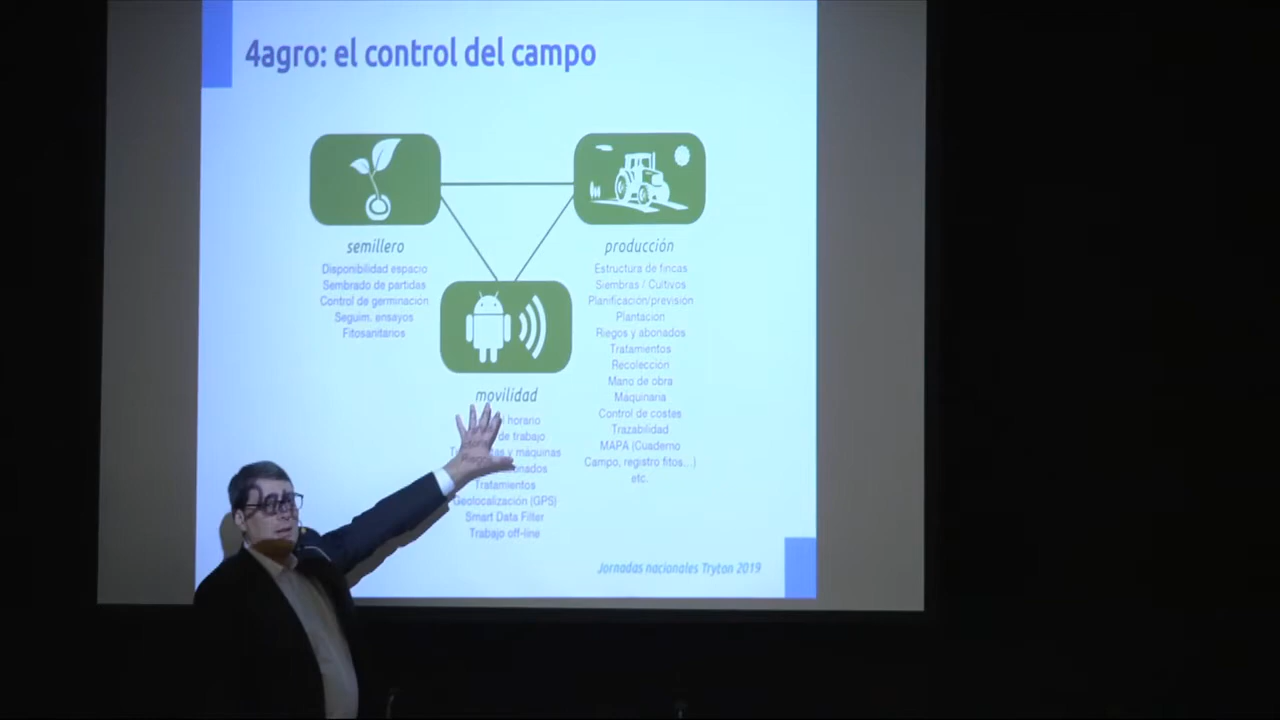 4agro: el control del campo
semillero
Disponibilidad espacio
Sembrado de partidas
Control de germinación
Seguim. ensayos
Fitosanitarios
producción
Estructura de fincas
Siembras / Cultivos
Planificación/previsión
Plantación
Riegos y abonados
Tratamientos
Recolección
Mano de obra
Maquinaria
Control de costes
Trazabilidad
MAPA (Cuaderno
Campo, registro fitos...)
etc.
movilidad
horario
de trabajo
y máquinas
Tratamientos
Geolocalización (GPS)
Smart Data Filter
Trabajo off-line
Jornadas nacionales Tryton 2019